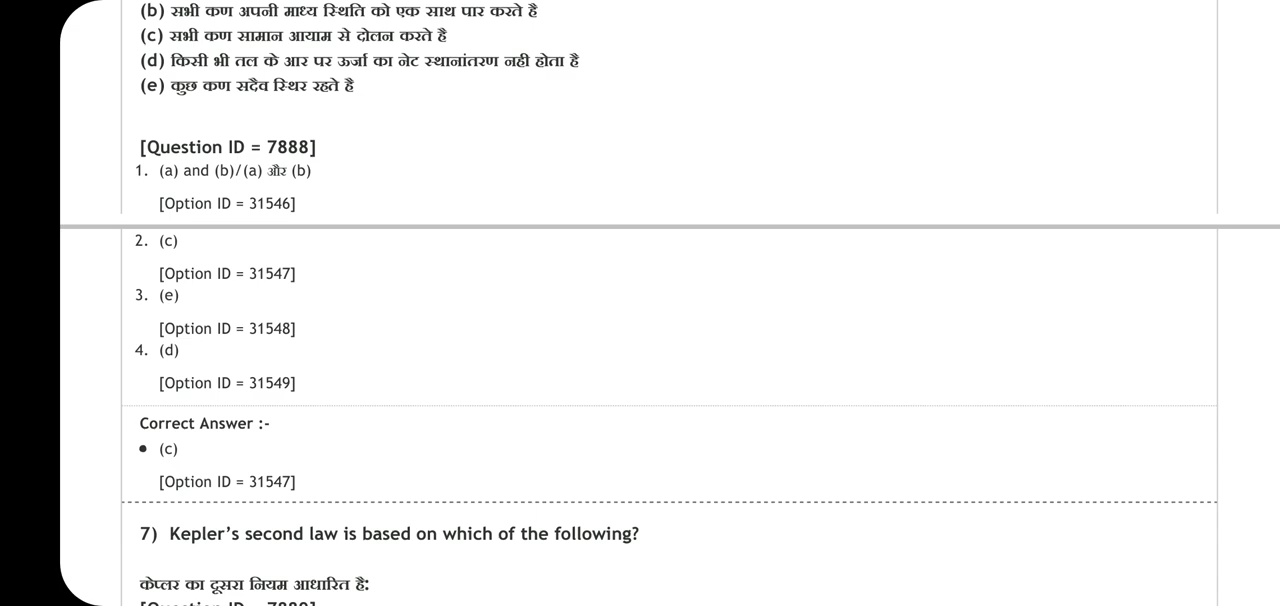 (b) सभी कण अपनी माध्य स्थिति को एक साथ पार करते है
(c) सभी कण सामान आयाम से दोलन करते है
(d) किसी भी तल के आर पर ऊर्जा का नेट स्थानांतरण नही होता है
(e) कुछ कण सदैव स्थिर रहते है
[Question ID = 7888]
1. (a) and (b)/(a) और (b)
[Option ID = 31546]
2. (c)
[Option ID = 31547]
3. (e)
[Option ID = 31548]
4. (d)
[Option ID = 31549]
Correct Answer :-
• (c)
[Option ID = 31547]
7) Kepler's second law is based on which of the following?
केप्लर का दूसरा नियम आधारित है:
[Question ID = 7889]